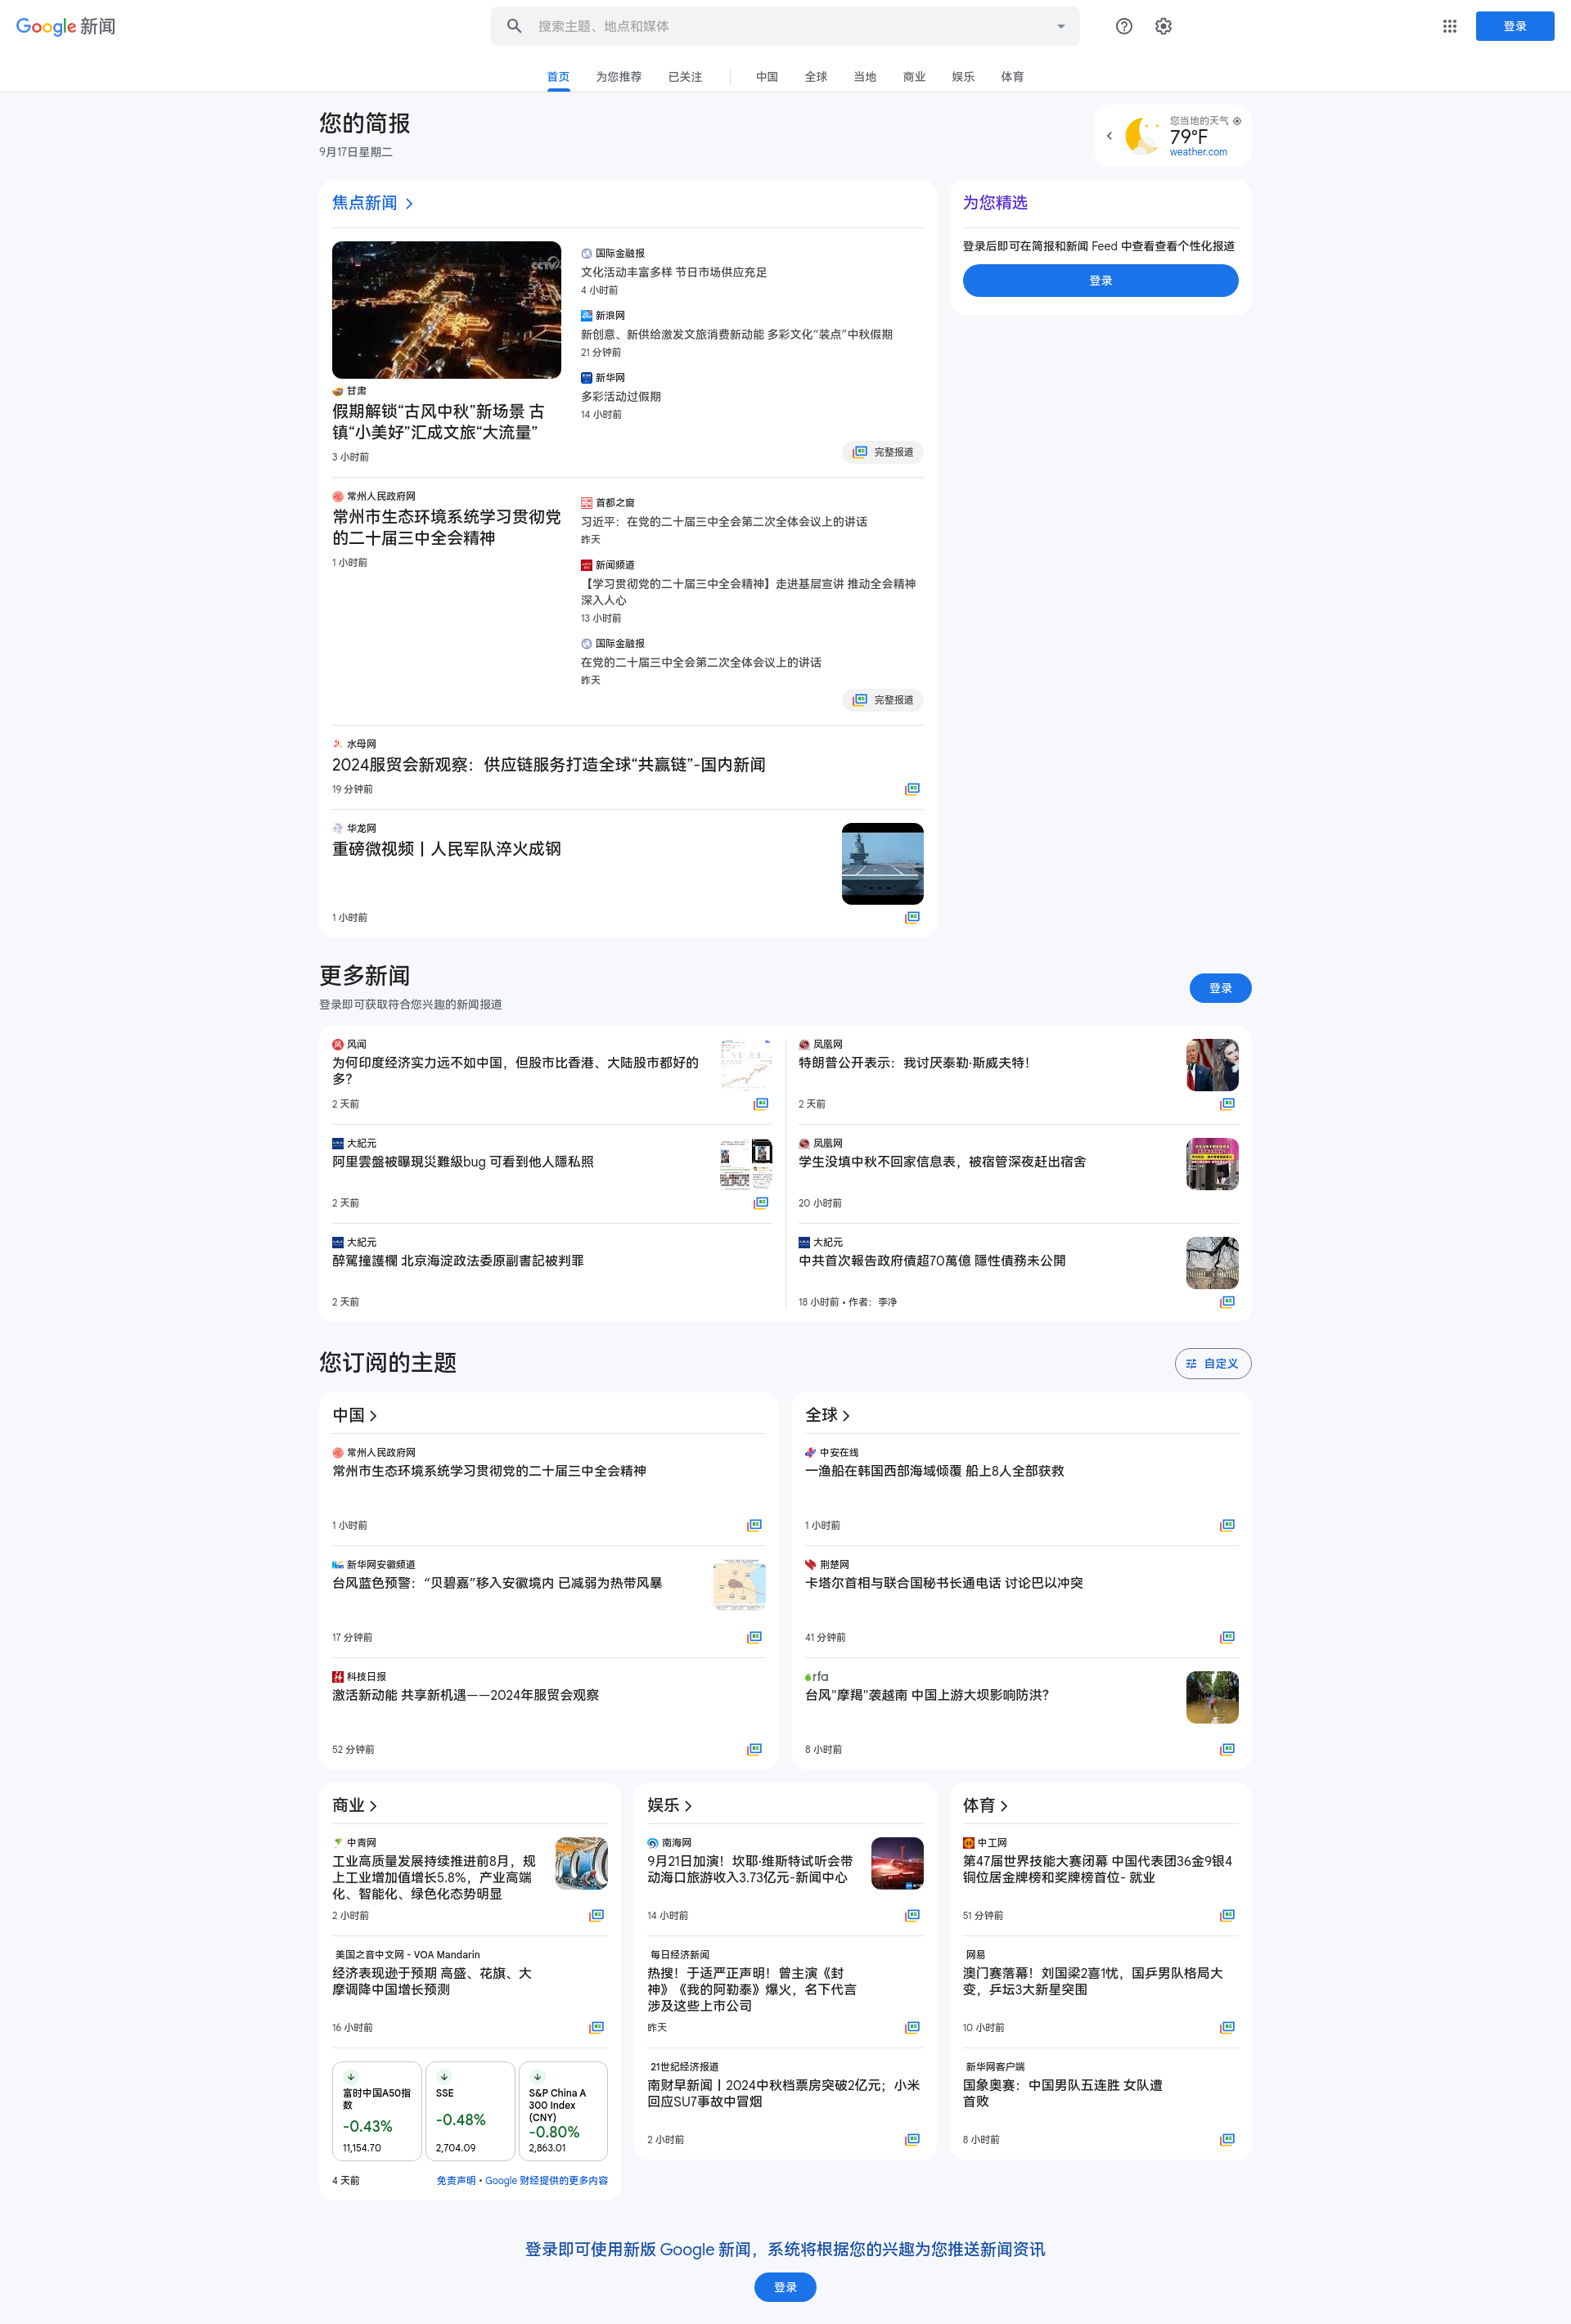 Google 新闻
搜索主题、地点和媒体
登录
首页
为您推荐
已关注
中国
全球
当地
商业
娱乐
体育
您的简报
9月17日星期二
您当地的天气
79°F
weather.com
焦点新闻
CCTV
甘肃
假期解锁“古风中秋”新场景 古
镇“小美好”汇成文旅“大流量”
3 小时前
国际金融报
文化活动丰富多样 节日市场供应充足
4 小时前
新浪网
新创意、新供给激发文旅消费新动能 多彩文化“装点”中秋假期
21 分钟前
新华网
多彩活动过假期
14 小时前
完整报道
常州人民政府网
常州市生态环境系统学习贯彻党
的二十届三中全会精神
1 小时前
首都之窗
习近平：在党的二十届三中全会第二次全体会议上的讲话
昨天
新闻频道
【学习贯彻党的二十届三中全会精神】走进基层宣讲 推动全会精神
深入人心
13 小时前
国际金融报
在党的二十届三中全会第二次全体会议上的讲话
昨天
完整报道
水母网
2024服贸会新观察：供应链服务打造全球“共赢链”-国内新闻
19 分钟前
华龙网
重磅微视频丨人民军队淬火成钢
1 小时前
为您精选
登录后即可在简报和新闻 Feed 中查看查看个性化报道
登录
更多新闻
登录即可获取符合您兴趣的新闻报道
登录
风闻
为何印度经济实力远不如中国，但股市比香港、大陆股市都好的
多？
2 天前
凤凰网
特朗普公开表示：我讨厌泰勒·斯威夫特！
2 天前
大紀元
阿里雲盤被曝現災難級bug 可看到他人隱私照
2 天前
凤凰网
学生没填中秋不回家信息表，被宿管深夜赶出宿舍
20 小时前
大紀元
醉駕撞護欄 北京海淀政法委原副書記被判罪
2 天前
大紀元
中共首次報告政府債超70萬億 隱性債務未公開
18 小时前 • 作者：李净
您订阅的主题
自定义
中国
常州人民政府网
常州市生态环境系统学习贯彻党的二十届三中全会精神
1 小时前
新华网安徽频道
台风蓝色预警：“贝碧嘉”移入安徽境内 已减弱为热带风暴
17 分钟前
科技日报
激活新动能 共享新机遇——2024年服贸会观察
52 分钟前
全球
中安在线
一渔船在韩国西部海域倾覆 船上8人全部获救
1 小时前
荆楚网
卡塔尔首相与联合国秘书长通电话 讨论巴以冲突
41 分钟前
rfa
台风"摩羯"袭越南 中国上游大坝影响防洪？
8 小时前
商业
中青网
工业高质量发展持续推进前8月，规
上工业增加值增长5.8%，产业高端
化、智能化、绿色化态势明显
2 小时前
美国之音中文网 - VOA Mandarin
经济表现逊于预期 高盛、花旗、大
摩调降中国增长预测
16 小时前
富时中国A50指
数
-0.43%
11,154.70
SSE
-0.48%
2,704.09
S&P China A
300 Index
(CNY)
-0.80%
2,863.01
4 天前
免责声明 • Google 财经提供的更多内容
娱乐
南海网
9月21日加演！坎耶·维斯特试听会带
动海口旅游收入3.73亿元-新闻中心
14 小时前
每日经济新闻
热搜！于适严正声明！曾主演《封
神》《我的阿勒泰》爆火，名下代言
涉及这些上市公司
昨天
21世纪经济报道
南财早新闻丨2024中秋档票房突破2亿元；小米
回应SU7事故中冒烟
2 小时前
体育
中工网
第47届世界技能大赛闭幕 中国代表团36金9银4
铜位居金牌榜和奖牌榜首位- 就业
51 分钟前
网易
澳门赛落幕！刘国梁2喜1忧，国乒男队格局大
变，乒坛3大新星突围
10 小时前
新华网客户端
国象奥赛：中国男队五连胜 女队遭
首败
8 小时前
登录即可使用新版 Google 新闻，系统将根据您的兴趣为您推送新闻资讯
登录